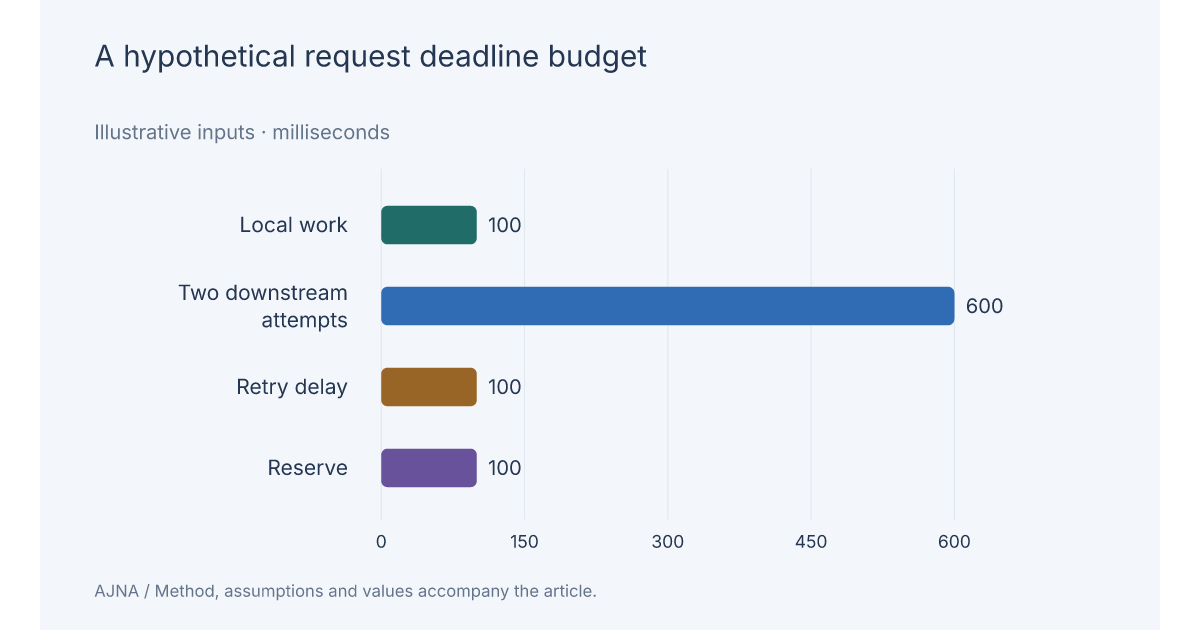 A hypothetical request deadline budget
Illustrative inputs · milliseconds
Local work
100
Two downstream
attempts
600
Retry delay
100
Reserve
100
0 150 300 450 600
AJNA / Method, assumptions and values accompany the article.